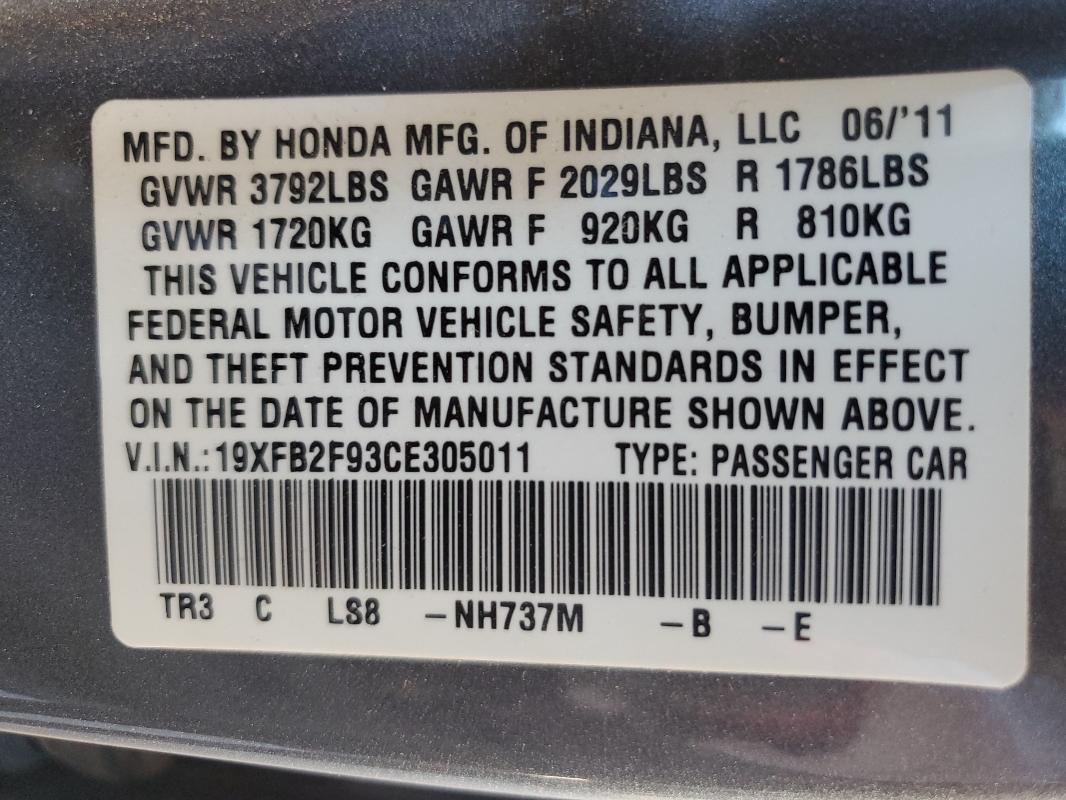 MFD. BY HONDA MFG. OF INDIANA, LLC 06/'11
GVWR 3792LBS GAWR F 2029LBS R 1786LBS
GVWR 1720KG GAWR F 920KG R 810KG
THIS VEHICLE CONFORMS TO ALL APPLICABLE
FEDERAL MOTOR VEHICLE SAFETY, BUMPER,
AND THEFT PREVENTION STANDARDS IN EFFECT
ON THE DATE OF MANUFACTURE SHOWN ABOVE.
V.I.N.:19XFB2F93CE305011 TYPE: PASSENGER CAR
TR3 C LS8 -NH737M -B -E